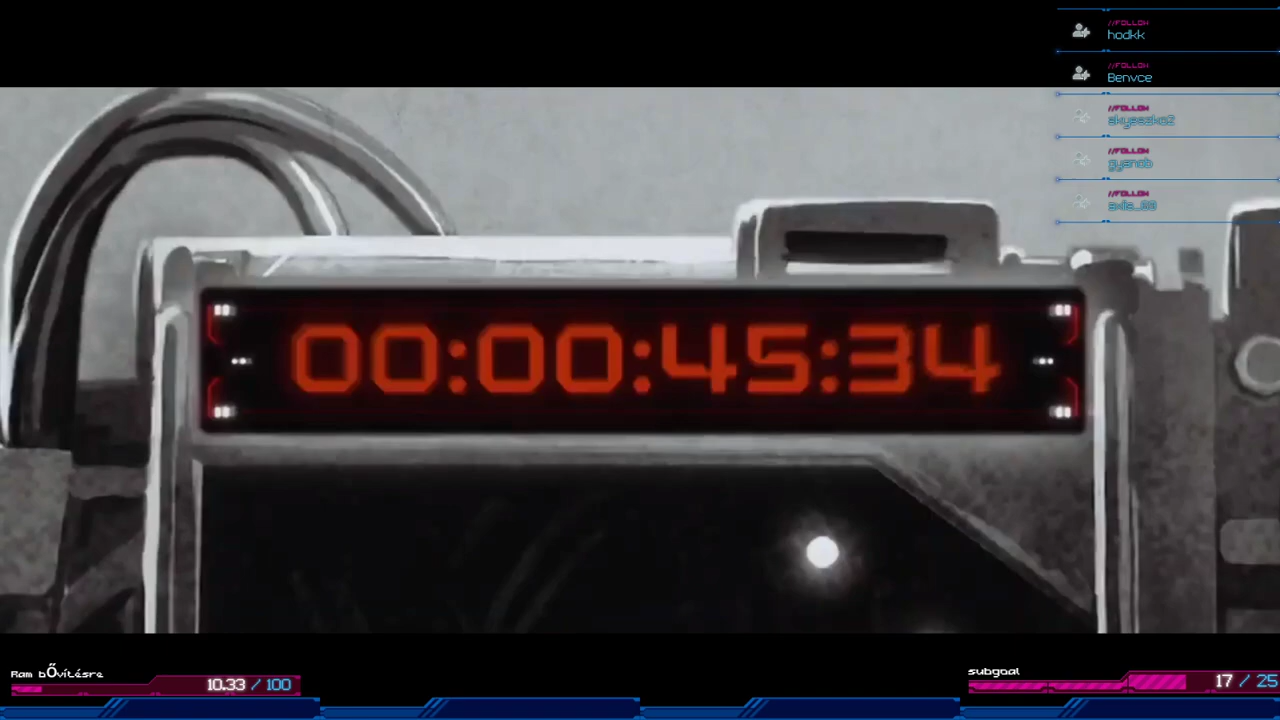 //FOLLOW
hodkk
//FOLLOW
Benvce
//FOLLOW
//FOLLOW
gyanab
//FOLLOW
00:00:45:34
Ram bővítésre
10.33 / 100
subgoal
17 / 25